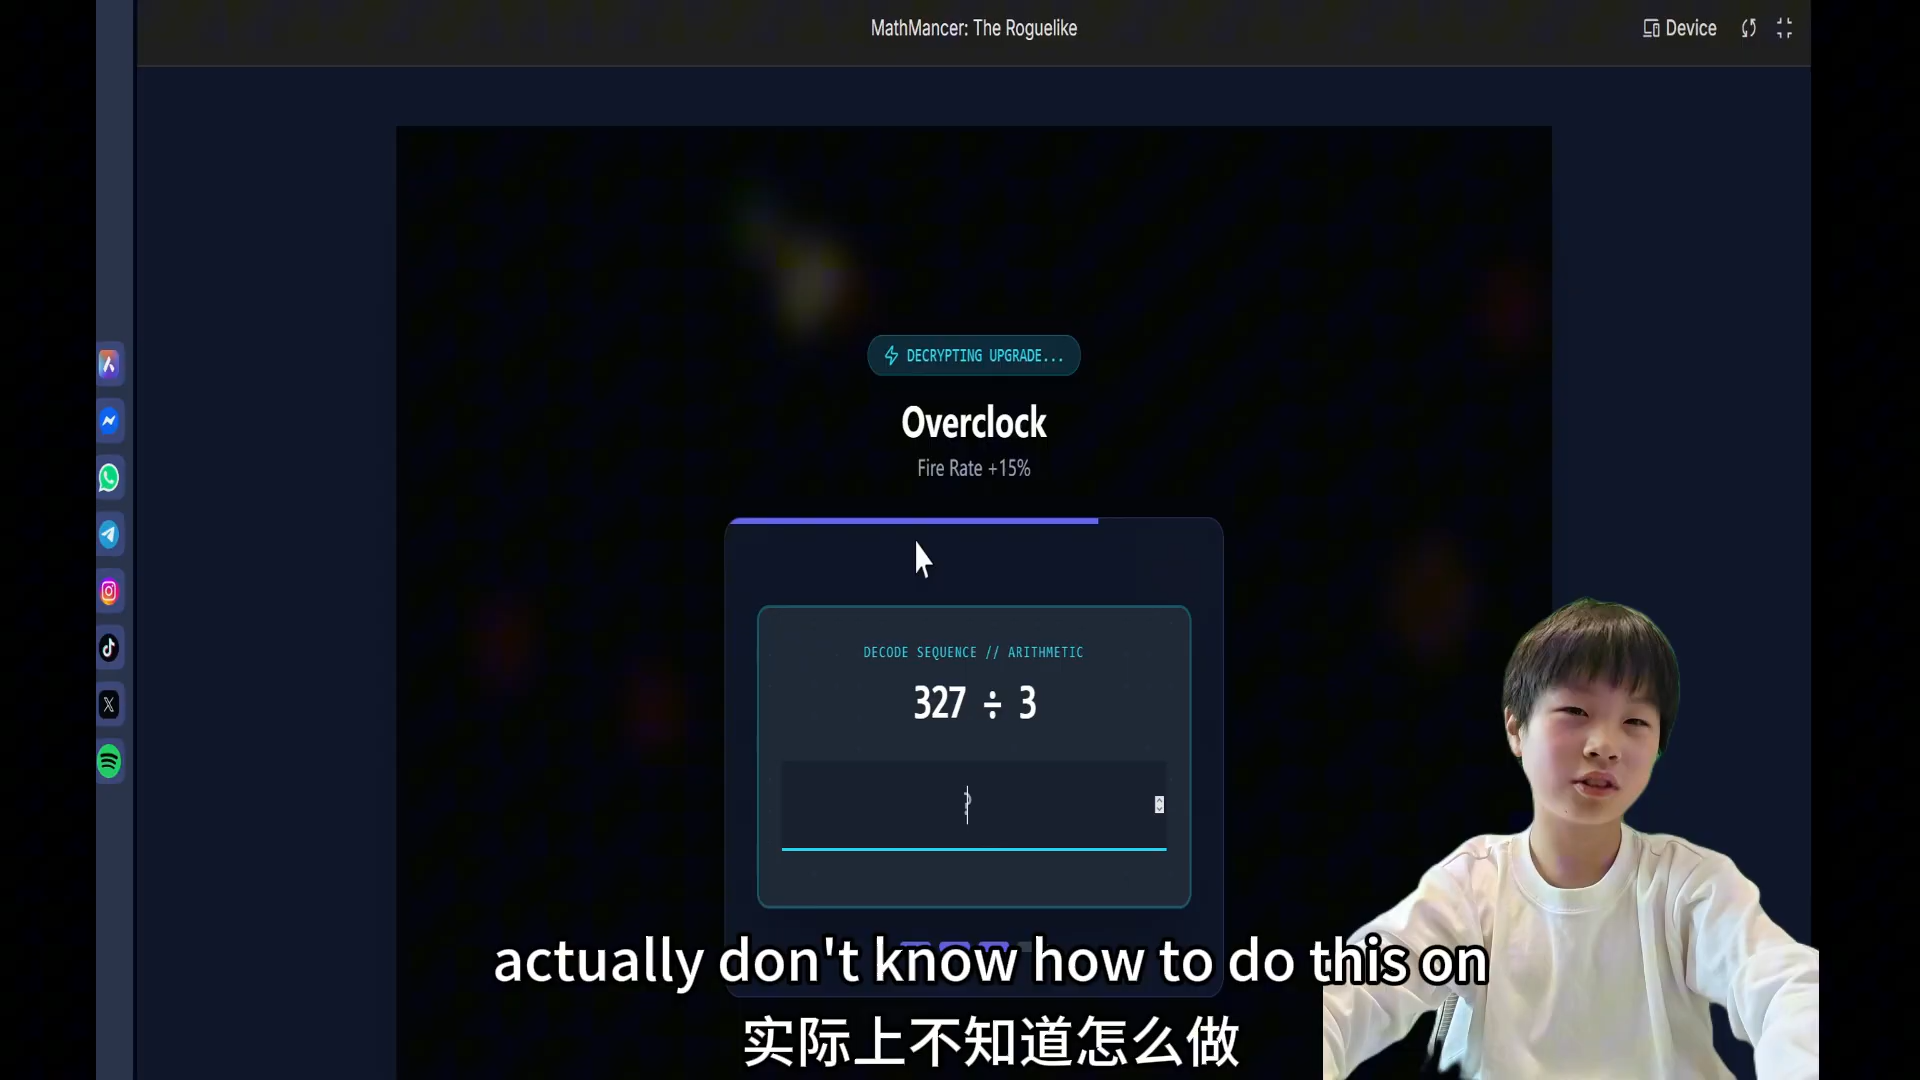 MathMancer: The Roguelike
Device
DECRYPTING UPGRADE...
Overclock
Fire Rate +15%
DECODE SEQUENCE // ARITHMETIC
327 ÷ 3
?
actually don't know how to do this on
实际上不知道怎么做